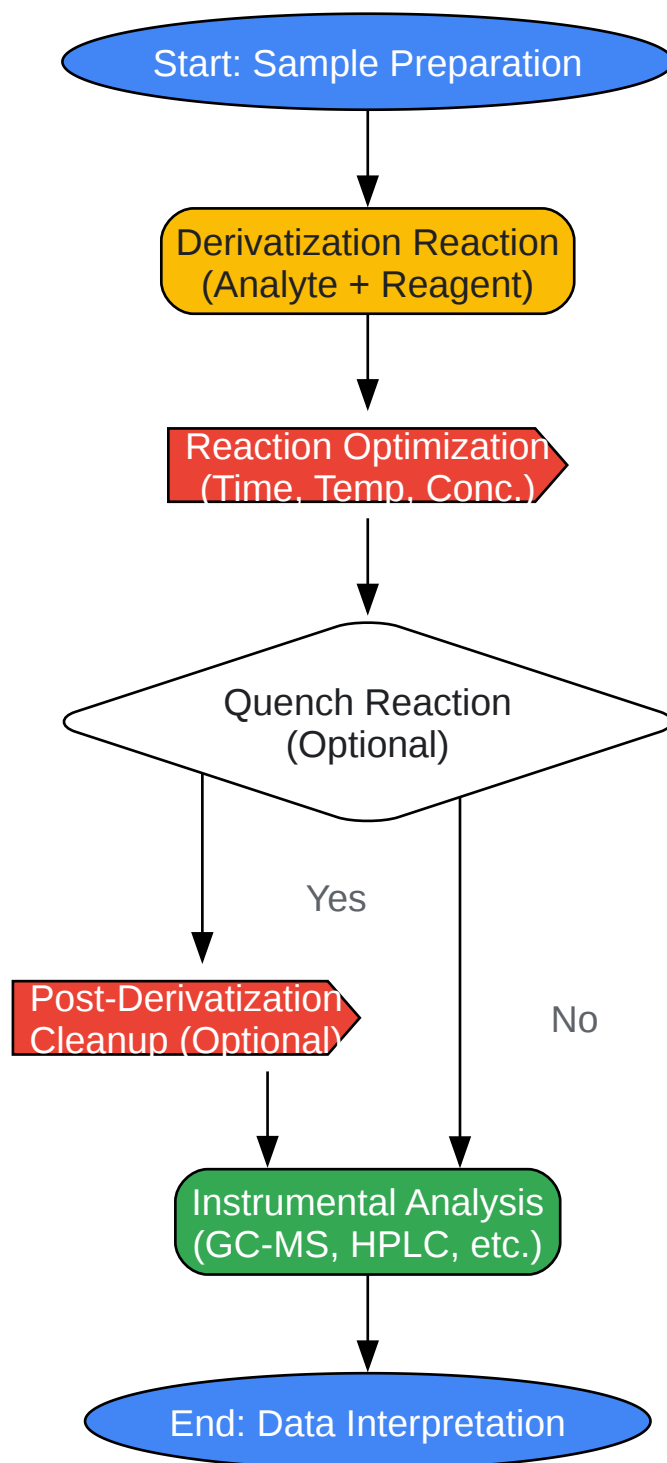 Start: Sample Preparation
Derivatization Reaction
(Analyte + Reagent)
Reaction Optimization
(Time, Temp, Conc.)
Quench Reaction
(Optional)
Yes
Post-Derivatization
Cleanup (Optional)
No
Instrumental Analysis
(GC-MS, HPLC, etc.)
End: Data Interpretation